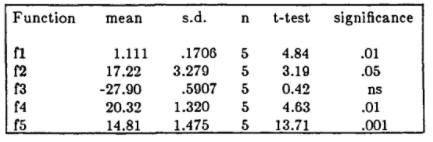 Function mean s.d. n t-test significance
f1 1.111 .1706 5 4.84 .01
f2 17.22 3.279 5 3.19 .05
f3 -27.90 .5907 5 0.42 ns
f4 20.32 1.320 5 4.63 .01
f5 14.81 1.475 5 13.71 .001